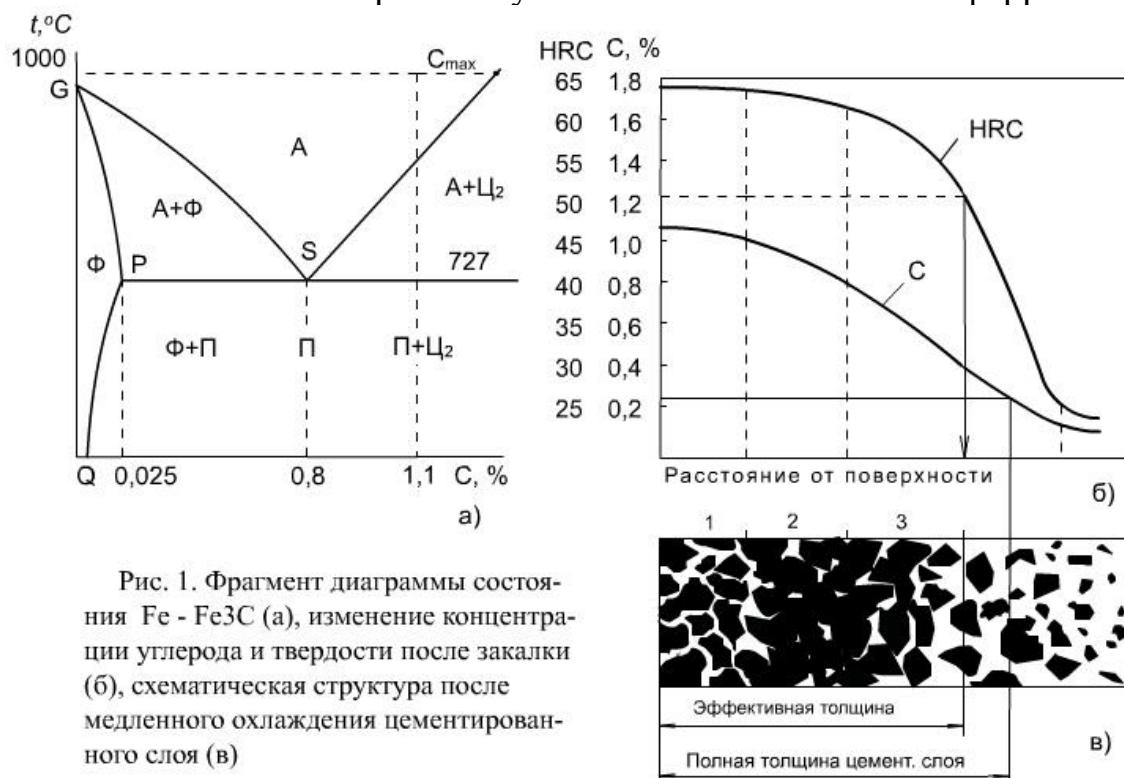 t,°C
1000
G
Cmax
A
А+Ф
А+Ц2
S
727
Ф
P
Ф+П
П
П+Ц2
Q
0,025
0,8
1,1
C, %
а)
HRC
C, %
65
1,8
60
1,6
55
1,4
50
1,2
45
1,0
40
0,8
35
0,6
30
0,4
25
0,2
HRC
C
Расстояние от поверхности
б)
1
2
3
Эффективная толщина
Полная толщина цемент. слоя
в)
Рис. 1. Фрагмент диаграммы состоя-
ния Fe - Fe3C (а), изменение концентра-
ции углерода и твердости после закалки
(б), схематическая структура после
медленного охлаждения цементирован-
ного слоя (в)